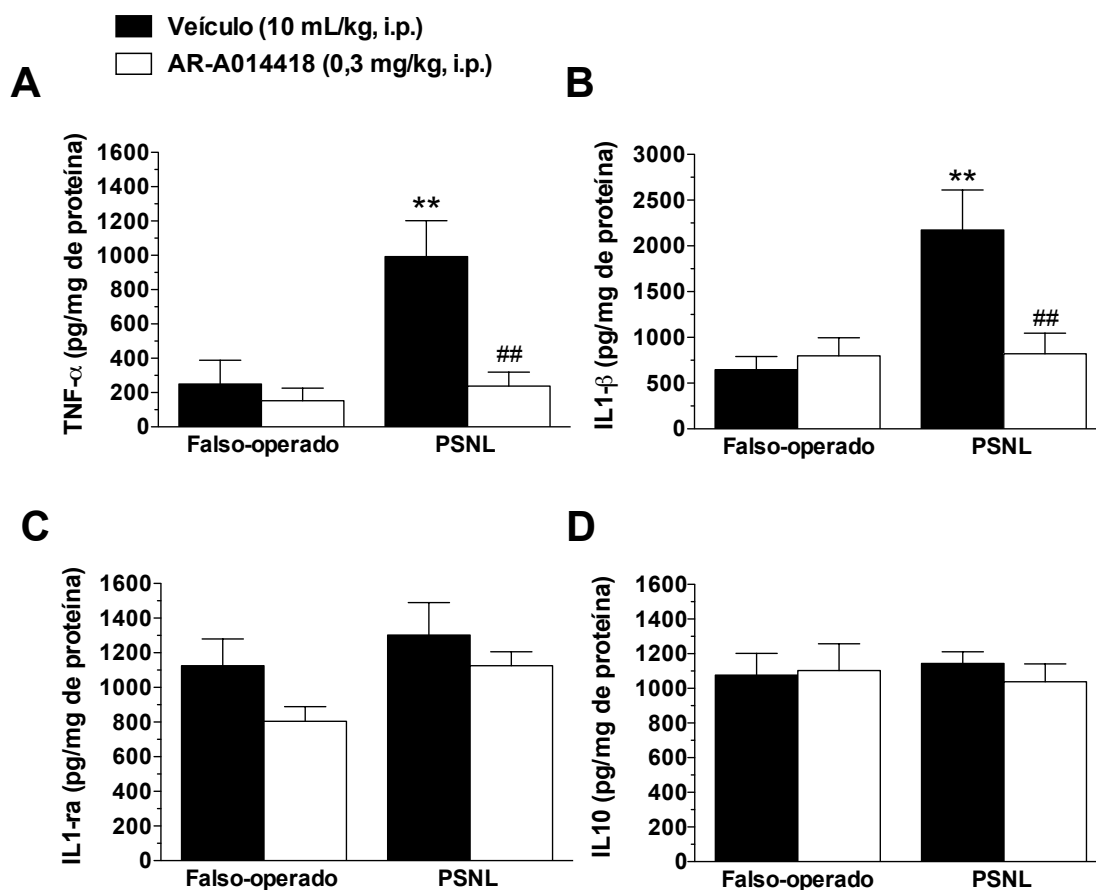 Veículo (10 mL/kg, i.p.)
AR-A014418 (0,3 mg/kg, i.p.)
A
TNF-α (pg/mg de proteína)
1600
1400
1200
1000
800
600
400
200
0
**
##
Falso-operado PSNL
B
IL1-β (pg/mg de proteína)
3000
2500
2000
1500
1000
500
0
**
##
Falso-operado PSNL
C
IL1-ra (pg/mg de proteína)
1600
1400
1200
1000
800
600
400
200
0
Falso-operado PSNL
D
IL10 (pg/mg de proteína)
1600
1400
1200
1000
800
600
400
200
0
Falso-operado PSNL